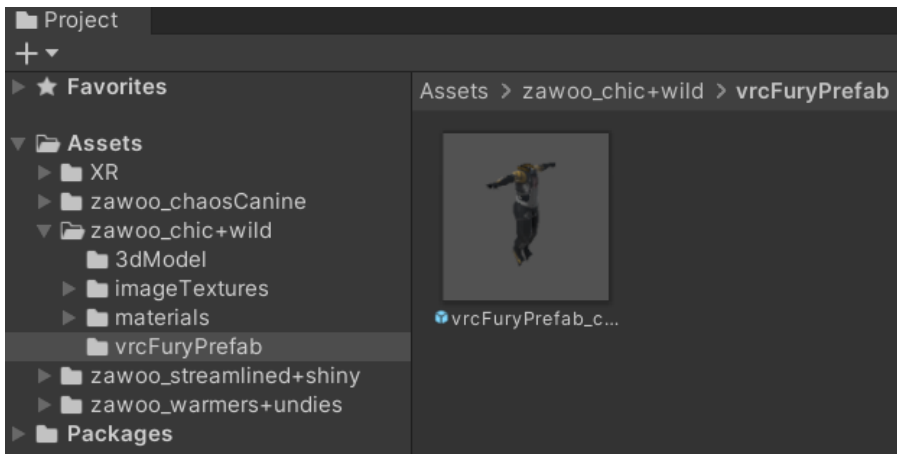 Project
Favorites
Assets
XR
zawoo_chaosCanine
zawoo_chic+wild
3dModel
imageTextures
materials
vrcFuryPrefab
zawoo_streamlined+shiny
zawoo_warmers+undies
Packages
Assets > zawoo_chic+wild > vrcFuryPrefab
vrcFuryPrefab_c...